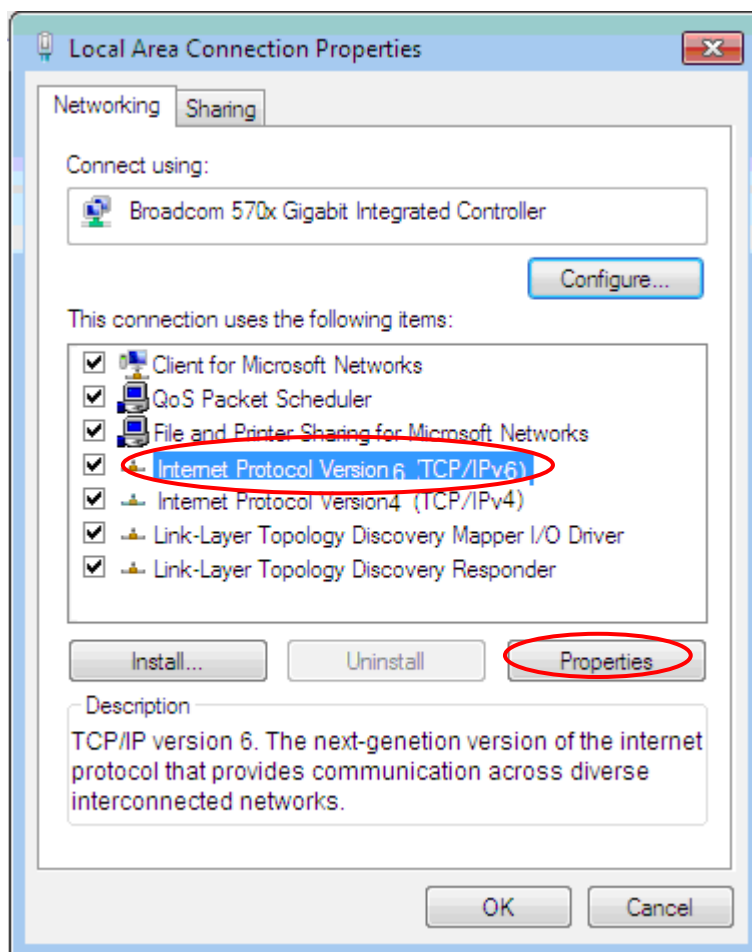 Local Area Connection Properties
Networking
Sharing
Connect using:
Broadcom 570x Gigabit Integrated Controller
Configure...
This connection uses the following items:
Client for Microsoft Networks
QoS Packet Scheduler
File and Printer Sharing for Microsoft Networks
Internet Protocol Version 6 (TCP/IPv6)
Internet Protocol Version4 (TCP/IPv4)
Link-Layer Topology Discovery Mapper I/O Driver
Link-Layer Topology Discovery Responder
Install...
Uninstall
Properties
Description
TCP/IP version 6. The next-genetion version of the internet
protocol that provides communication across diverse
interconnected networks.
OK
Cancel